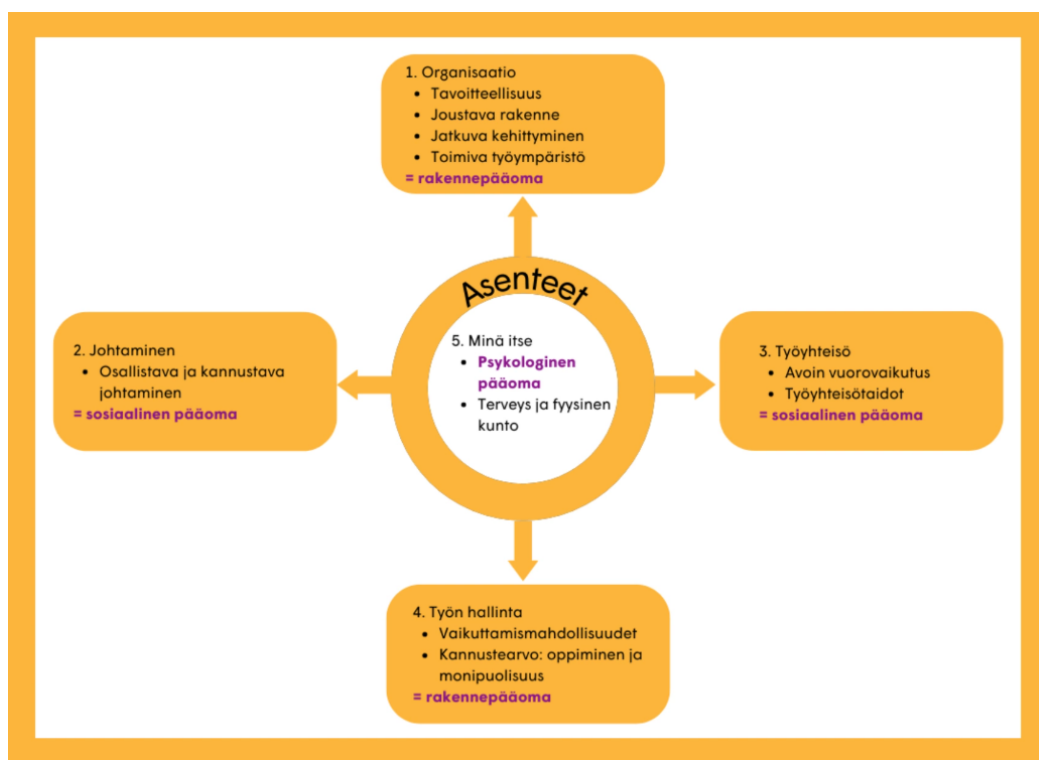 1. Organisaatio
• Tavoitteellisuus
• Joustava rakenne
• Jatkuva kehittyminen
• Toimiva työympäristö
= rakennepääoma
Asenteet
2. Johtaminen
• Osallistava ja kannustava
johtaminen
= sosiaalinen pääoma
5. Minä itse
• Psykologinen
pääoma
• Terveys ja fyysinen
kunto
3. Työyhteisö
• Avoin vuorovaikutus
• Työyhteisötaidot
= sosiaalinen pääoma
4. Työn hallinta
• Vaikuttamismahdollisuudet
• Kannustearvo: oppiminen ja
monipuolisuus
= rakennepääoma